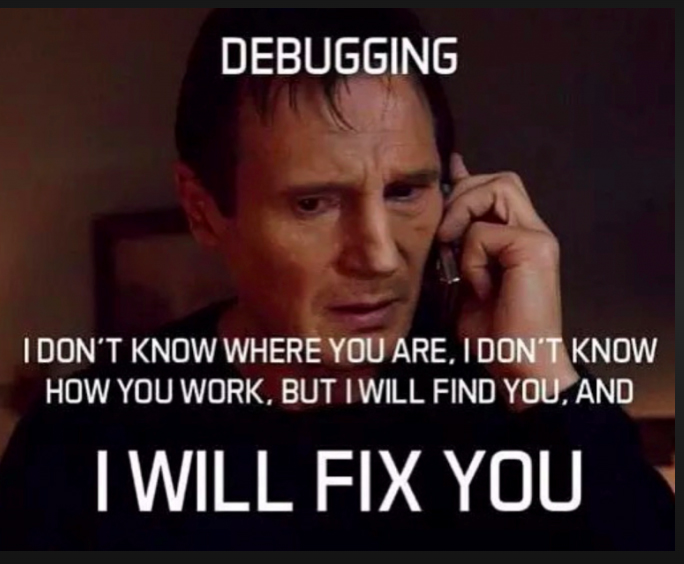 DEBUGGING
I DON'T KNOW WHERE YOU ARE, I DON'T KNOW
HOW YOU WORK, BUT I WILL FIND YOU, AND
I WILL FIX YOU